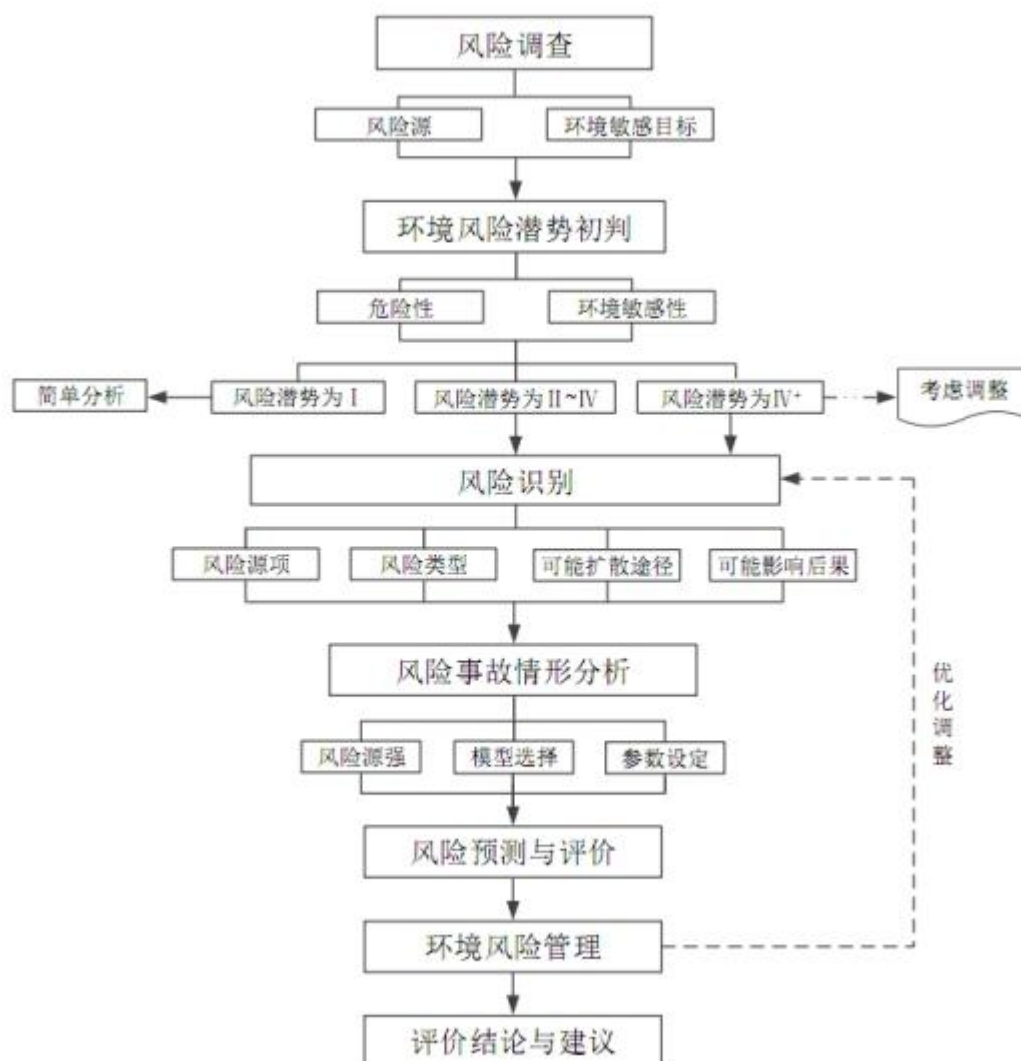 风险调查
风险源
环境敏感目标
环境风险潜势初判
危险性
环境敏感性
简单分析
风险潜势为Ⅰ
风险潜势为Ⅱ~Ⅳ
风险潜势为Ⅳ⁺
考虑调整
风险识别
风险源项
风险类型
可能扩散途径
可能影响后果
风险事故情形分析
风险源强
模型选择
参数设定
优化调整
风险预测与评价
环境风险管理
评价结论与建议